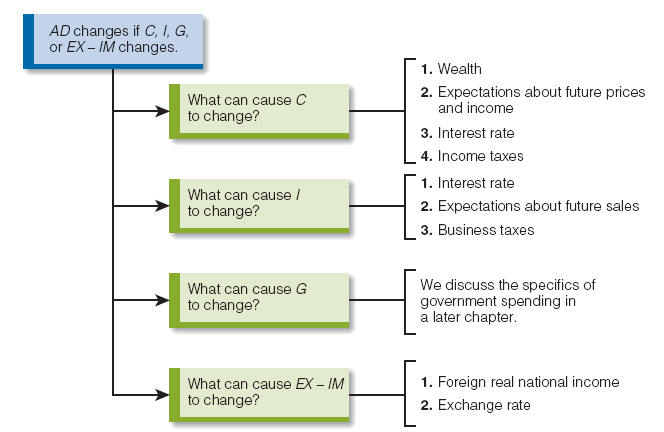 AD changes if C, I, G,
or EX – IM changes.
What can cause C
to change?
1. Wealth
2. Expectations about future prices
and income
3. Interest rate
4. Income taxes
What can cause I
to change?
1. Interest rate
2. Expectations about future sales
3. Business taxes
What can cause G
to change?
We discuss the specifics of
government spending in
a later chapter.
What can cause EX – IM
to change?
1. Foreign real national income
2. Exchange rate